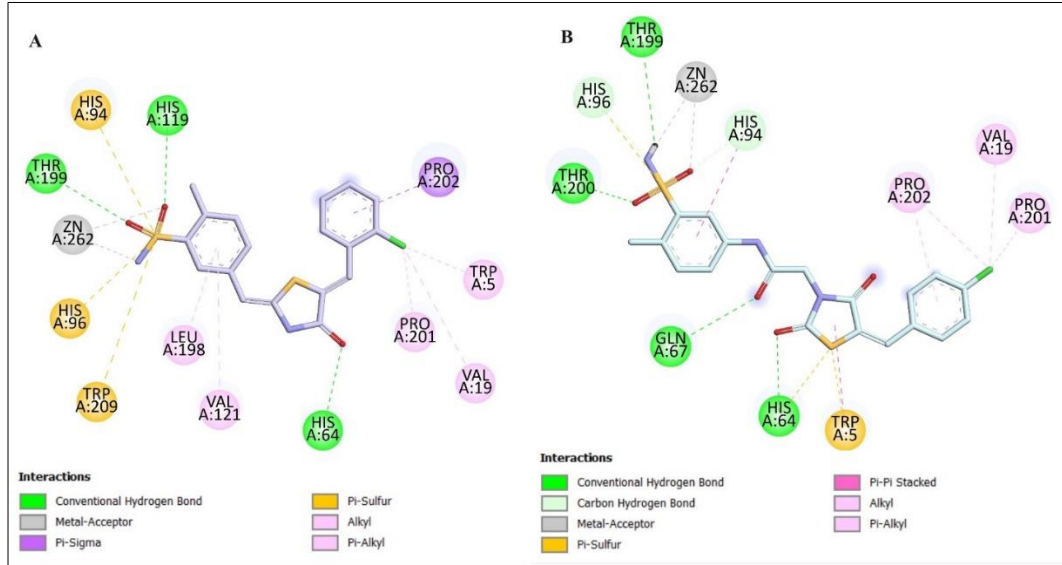 A
HIS
A:94
HIS
A:119
THR
A:199
ZN
A:262
HIS
A:96
TRP
A:209
LEU
A:198
VAL
A:121
HIS
A:64
PRO
A:201
VAL
A:19
TRP
A:5
PRO
A:202
Interactions
Conventional Hydrogen Bond
Metal-Acceptor
Pi-Sigma
Pi-Sulfur
Alkyl
Pi-Alkyl
B
THR
A:199
ZN
A:262
HIS
A:96
HIS
A:94
THR
A:200
VAL
A:19
PRO
A:202
PRO
A:201
GLN
A:67
HIS
A:64
TRP
A:5
Interactions
Conventional Hydrogen Bond
Carbon Hydrogen Bond
Metal-Acceptor
Pi-Sulfur
Pi-Pi Stacked
Alkyl
Pi-Alkyl